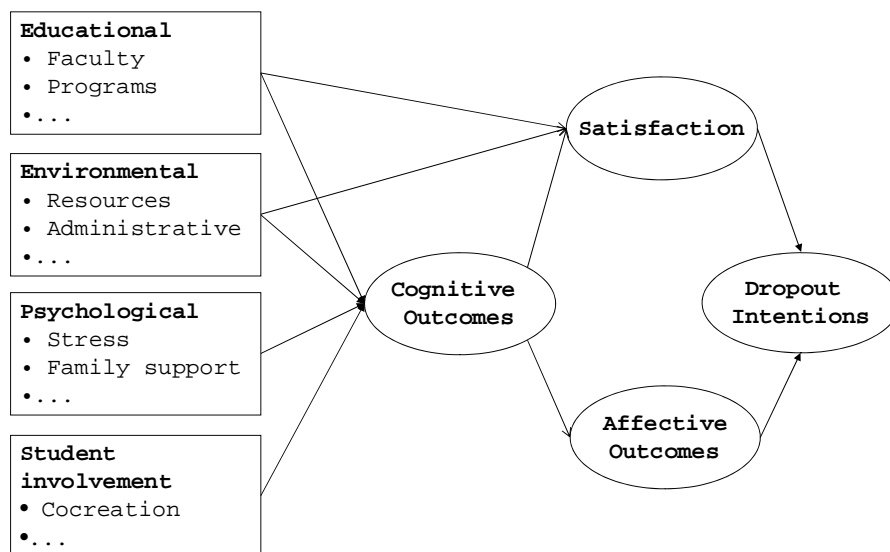 Educational
• Faculty
• Programs
•...
Environmental
• Resources
• Administrative
•...
Psychological
• Stress
• Family support
•...
Student
involvement
• Cocreation
•...
Satisfaction
Cognitive
Outcomes
Dropout
Intentions
Affective
Outcomes